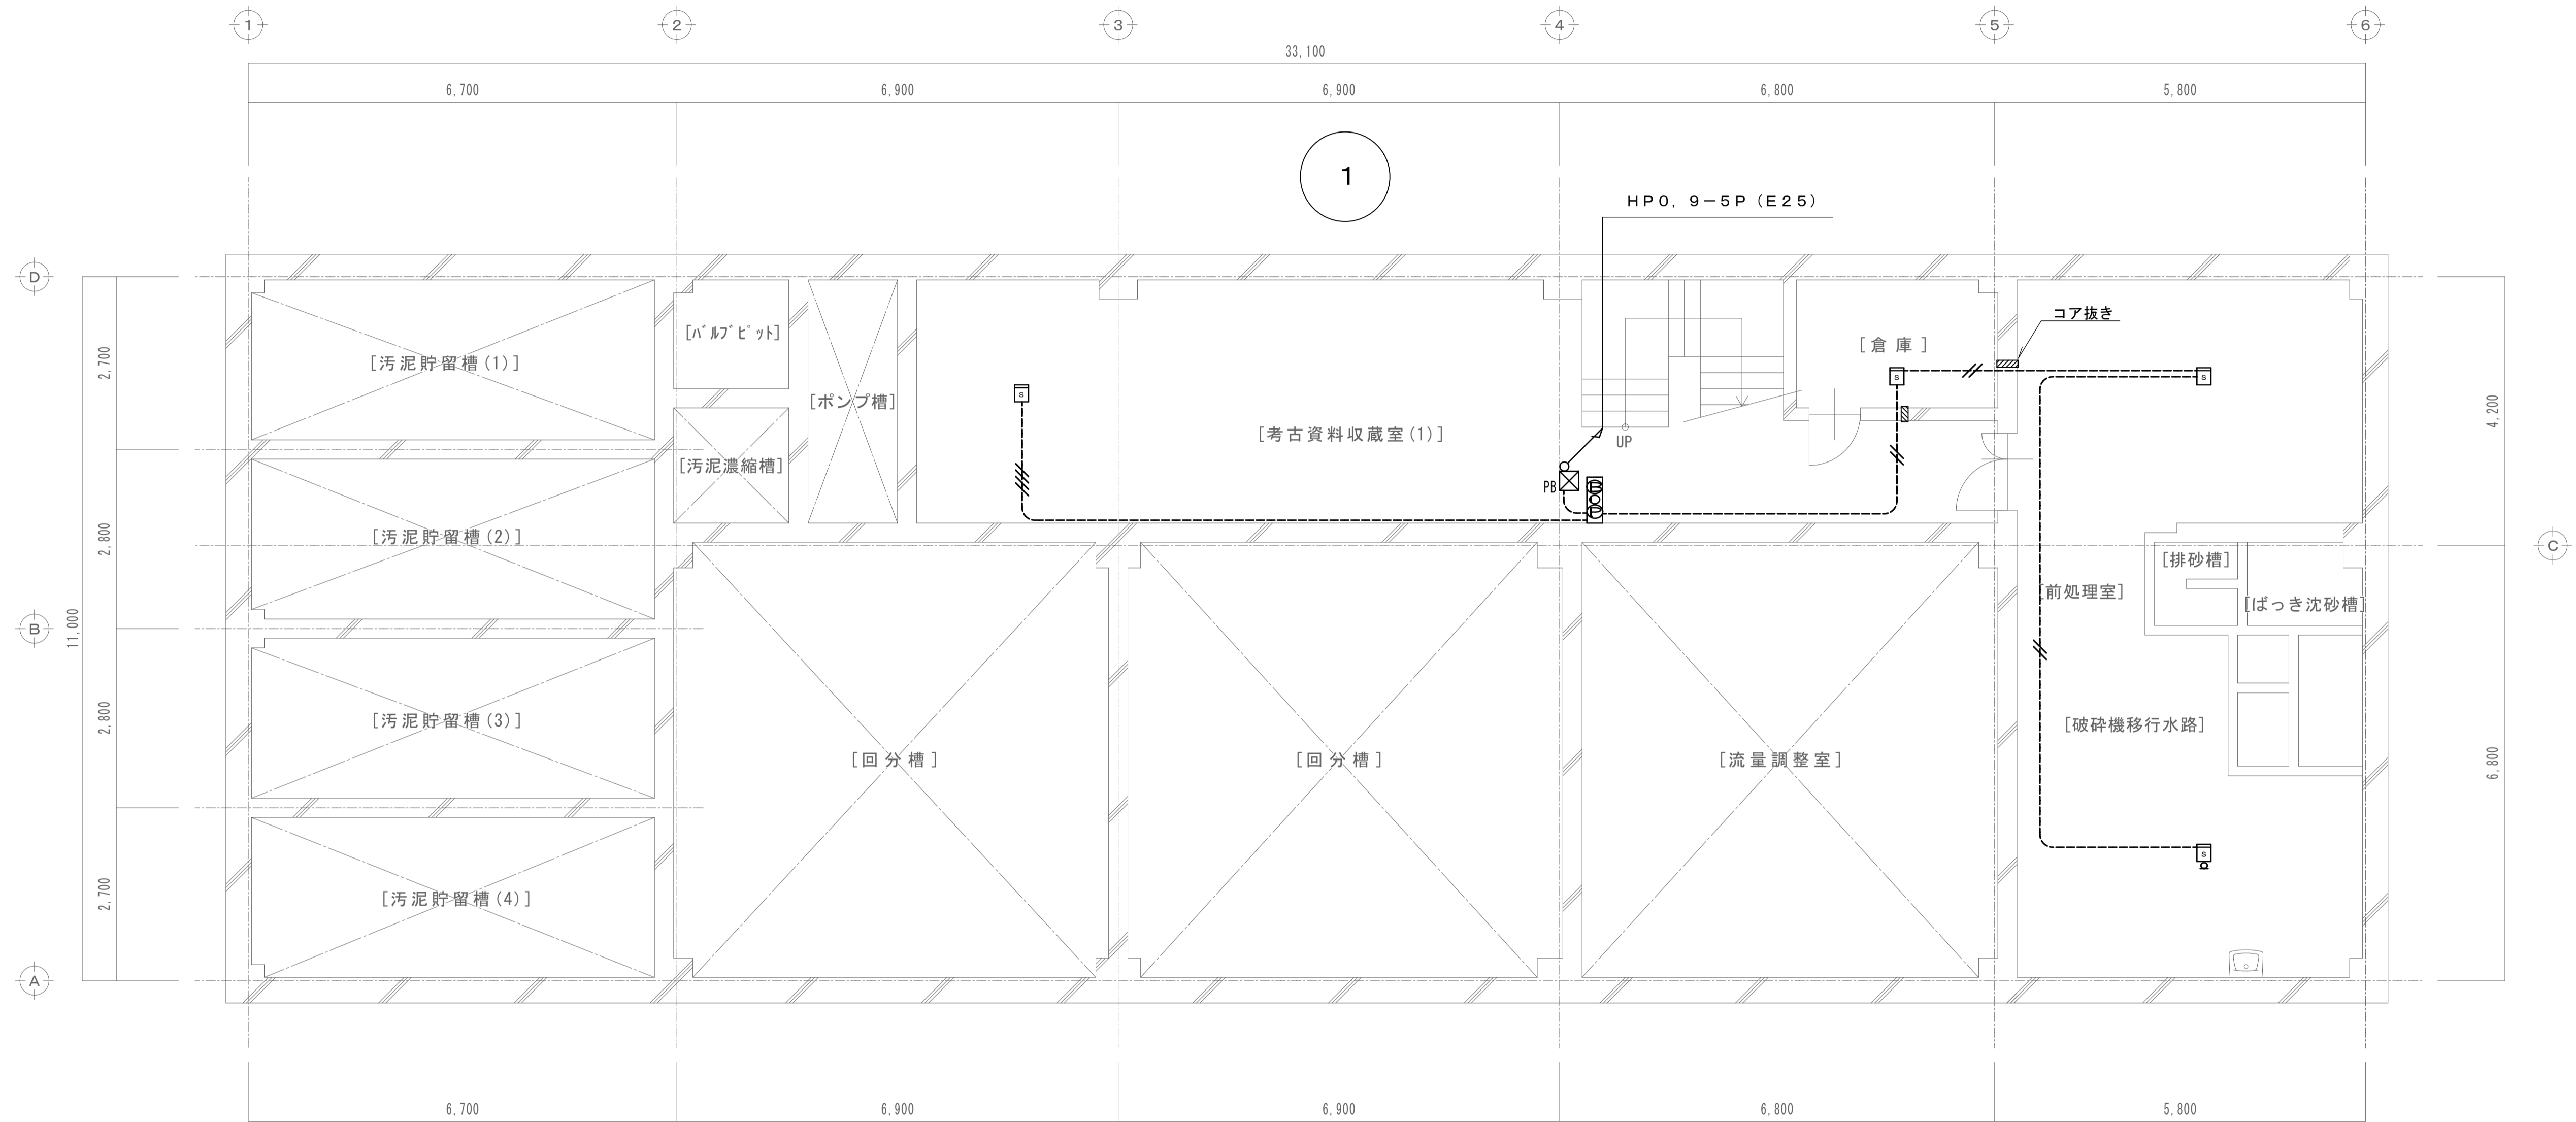 1 2 3 4 5 6
33,100
6,700 6,900 6,900 6,800 5,800
1
HP0, 9-5P (E25)
D
コア抜き
[バルブピット]
[倉 庫]
2,700
[汚泥貯留槽(1)]
S S
S
[ポンプ槽]
4,200
[考古資料収蔵室(1)]
UP
[汚泥濃縮槽]
PB
B
P
[汚泥貯留槽(2)]
2,800
C
[排砂槽]
[前処理室]
[ばっき沈砂槽]
11,000
B
[汚泥貯留槽(3)]
2,800
[破砕機移行水路]
[回 分 槽]
[回 分 槽]
[流量調整室]
6,800
S
2,700
[汚泥貯留槽(4)]
A
6,700 6,900 6,900 6,800 5,800